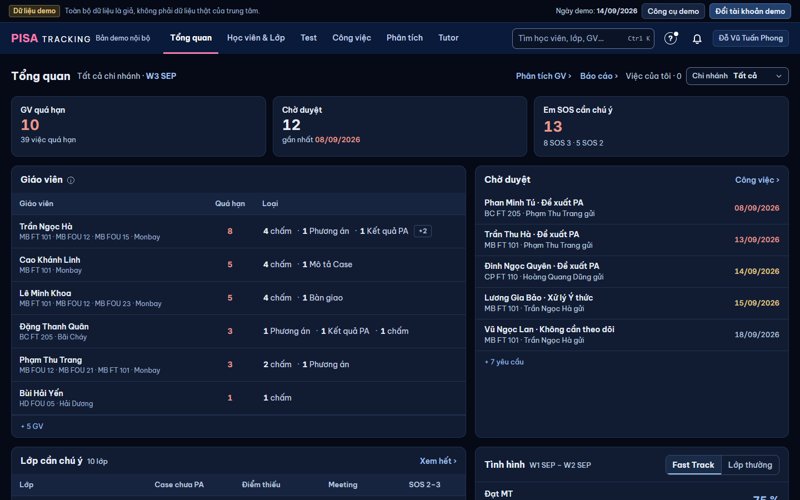 Dữ liệu demo Toàn bộ dữ liệu là giả, không phải dữ liệu thật của trung tâm. Ngày demo: 14/09/2026 Công cụ demo Đổi tài khoản demo
PISA TRACKING Bản demo nội bộ Tổng quan Học viên & Lớp Test Công việc Phân tích Tutor Tìm học viên, lớp, GV... Ctrl K ? Đỗ Vũ Tuấn Phong
Tổng quan Tất cả chi nhánh · W3 SEP Phân tích GV › Báo cáo › Việc của tôi · 0 Chi nhánh Tất cả
GV quá hạn
10
39 việc quá hạn
Chờ duyệt
12
gần nhất 08/09/2026
Em SOS cần chú ý
13
8 SOS 3 · 5 SOS 2
Giáo viên
Giáo viên Quá hạn Loại
Trần Ngọc Hà 8 4 chấm · 1 Phương án · 1 Kết quả PA +2
MB FT 101 · MB FOU 12 · MB FOU 15 · Monbay
Cao Khánh Linh 5 4 chấm · 1 Mô tả Case
MB FT 101 · Monbay
Lê Minh Khoa 5 4 chấm · 1 Bàn giao
MB FT 101 · MB FOU 12 · MB FOU 23 · Monbay
Đặng Thanh Quân 3 1 Phương án · 1 Kết quả PA · 1 chấm
BC FT 205 · Bãi Cháy
Phạm Thu Trang 3 2 chấm · 1 Phương án
MB FOU 12 · MB FOU 21 · MB FT 101 · Monbay
Bùi Hải Yến 1 1 chấm
HD FOU 05 · Hải Dương
+ 5 GV
Chờ duyệt Công việc ›
Phan Minh Tú · Đề xuất PA 08/09/2026
BC FT 205 · Phạm Thu Trang gửi
Trần Thu Hà · Đề xuất PA 13/09/2026
MB FT 101 · Phạm Thu Trang gửi
Đinh Ngọc Quyên · Đề xuất PA 14/09/2026
CP FT 110 · Hoàng Quang Dũng gửi
Lương Gia Bảo · Xử lý Ý thức 15/09/2026
MB FT 101 · Trần Ngọc Hà gửi
Vũ Ngọc Lan · Không cần theo dõi 18/09/2026
MB FT 101 · Trần Ngọc Hà gửi
+ 7 yêu cầu
Lớp cần chú ý 10 lớp Xem hết ›
Lớp Case chưa PA Điểm thiếu Meeting SOS 2–3
Tình hình W1 SEP – W2 SEP Fast Track Lớp thường
Đạt MT 75 %